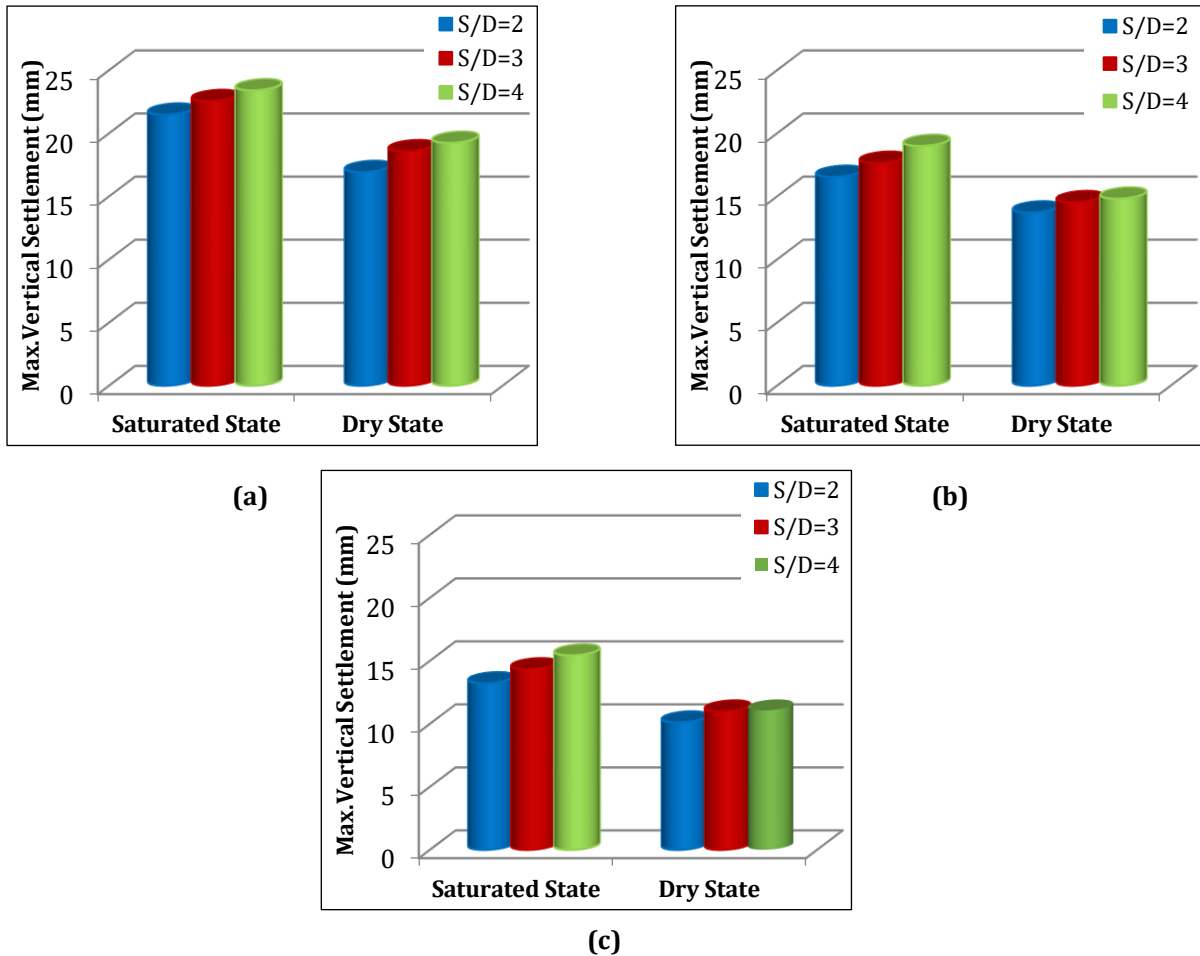 S/D=2
S/D=3
S/D=4
Max.Vertical Settlement (mm)
25
20
15
10
5
0
Saturated State
Dry State
(a)
S/D=2
S/D=3
S/D=4
Max.Vertical Settlement (mm)
25
20
15
10
5
0
Saturated State
Dry State
(b)
S/D=2
S/D=3
S/D=4
Max.Vertical Settlement (mm)
25
20
15
10
5
0
Saturated State
Dry State
(c)